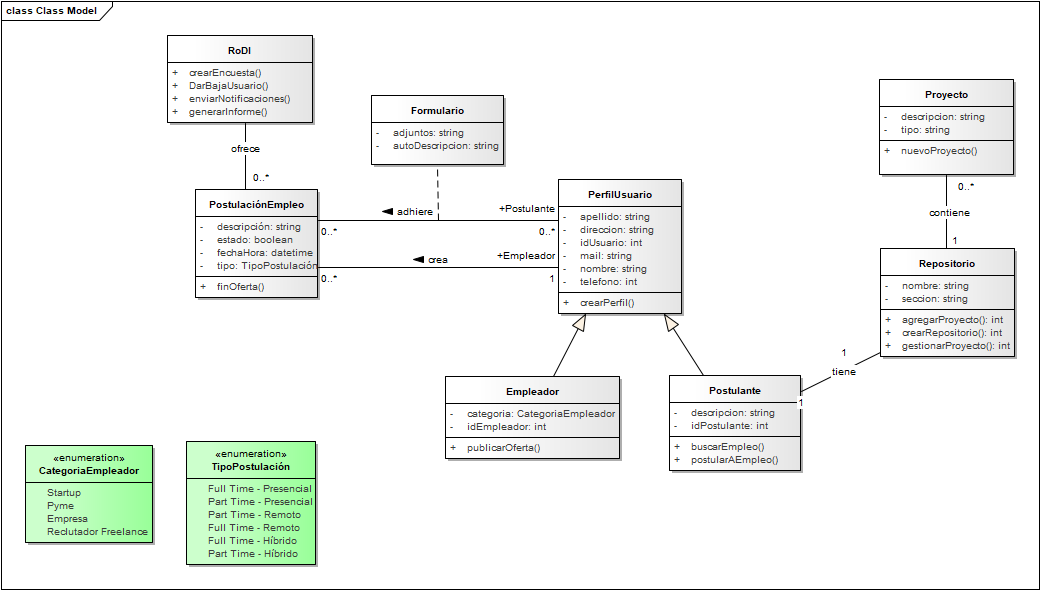 class Class Model
RoDI
+ crearEncuesta()
+ DarBajaUsuario()
+ enviarNotificaciones()
+ generarInforme()
ofrece
0..*
Formulario
- adjuntos: string
- autoDescripcion: string
Proyecto
- descripcion: string
- tipo: string
+ nuevoProyecto()
0..*
contiene
1
PostulaciónEmpleo
- descripción: string
- estado: boolean
- fechaHora: datetime
- tipo: TipoPostulación
+ finOferta()
adhiere
+Postulante
0..*
0..*
crea
+Empleador
0..*
1
PerfilUsuario
- apellido: string
- direccion: string
- idUsuario: int
- mail: string
- nombre: string
- telefono: int
+ crearPerfil()
Repositorio
- nombre: string
- seccion: string
+ agregarProyecto(): int
+ crearRepositorio(): int
+ gestionarProyecto(): int
1
tiene
1
Empleador
- categoria: CategoriaEmpleador
- idEmpleador: int
+ publicarOferta()
Postulante
- descripcion: string
- idPostulante: int
+ buscarEmpleo()
+ postularAEmpleo()
«enumeration»
CategoriaEmpleador
Startup
Pyme
Empresa
Reclutador Freelance
«enumeration»
TipoPostulación
Full Time - Presencial
Part Time - Presencial
Part Time - Remoto
Full Time - Remoto
Full Time - Híbrido
Part Time - Híbrido